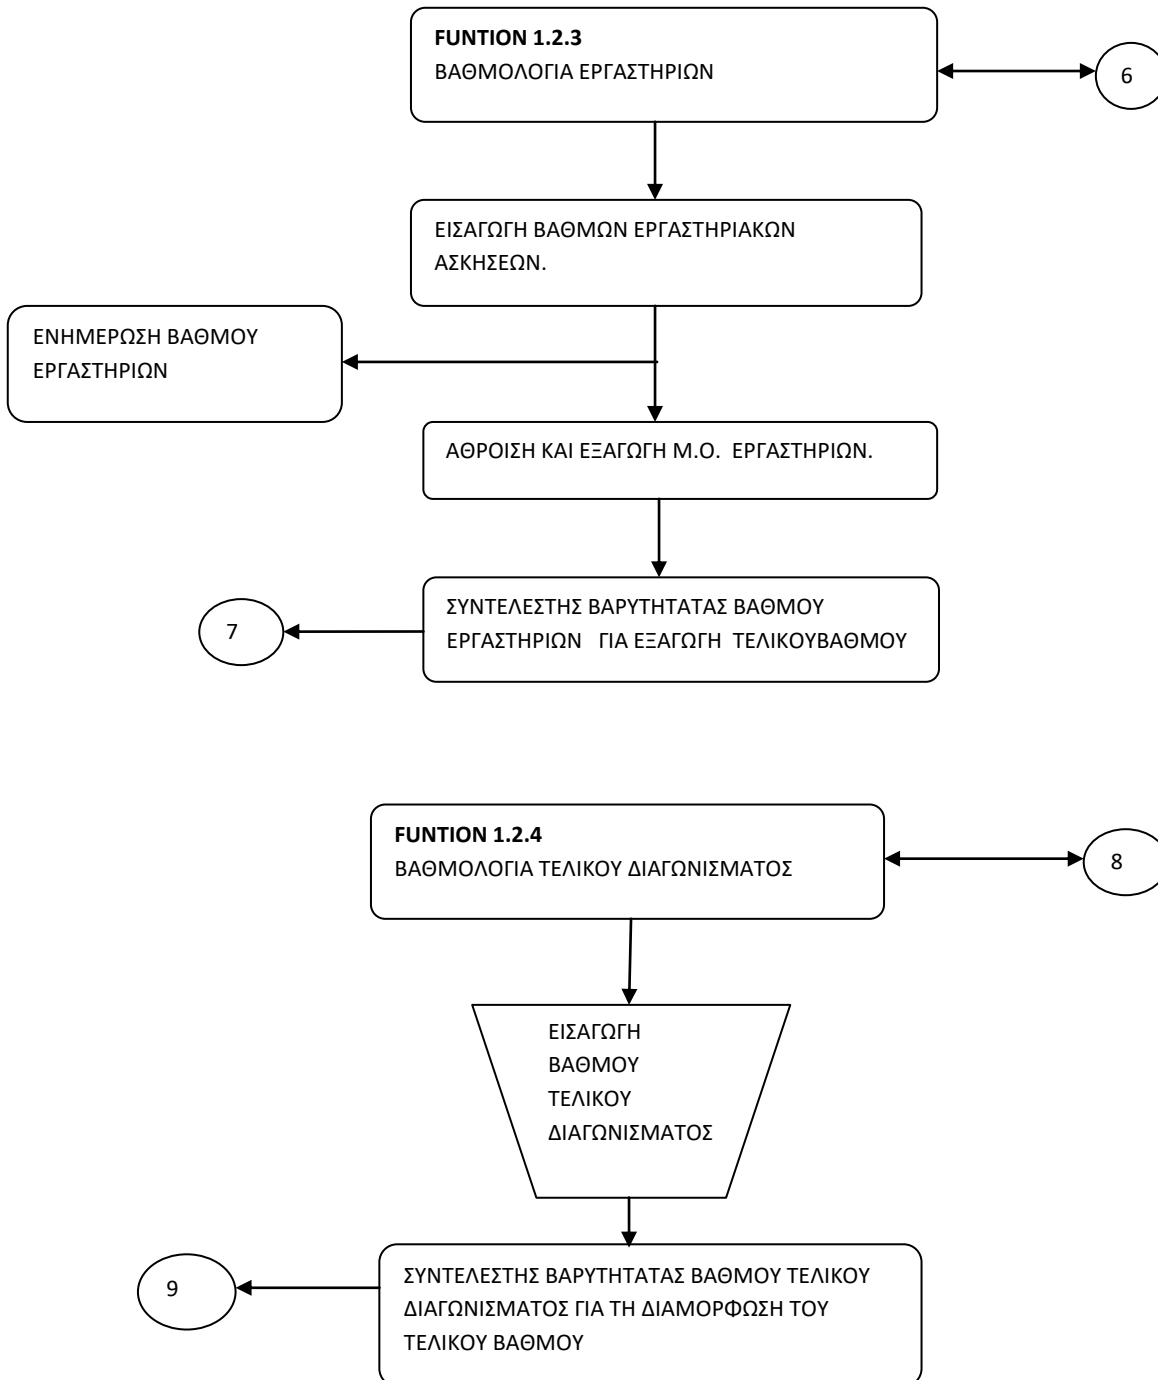 FUNTION 1.2.3
ΒΑΘΜΟΛΟΓΙΑ ΕΡΓΑΣΤΗΡΙΩΝ
6
ΕΙΣΑΓΩΓΗ ΒΑΘΜΩΝ ΕΡΓΑΣΤΗΡΙΑΚΩΝ
ΑΣΚΗΣΕΩΝ.
ΕΝΗΜΕΡΩΣΗ ΒΑΘΜΟΥ
ΕΡΓΑΣΤΗΡΙΩΝ
ΑΘΡΟΙΣΗ ΚΑΙ ΕΞΑΓΩΓΗ Μ.Ο. ΕΡΓΑΣΤΗΡΙΩΝ.
ΣΥΝΤΕΛΕΣΤΗΣ ΒΑΡΥΤΗΤΑΤΑΣ ΒΑΘΜΟΥ
ΕΡΓΑΣΤΗΡΙΩΝ ΓΙΑ ΕΞΑΓΩΓΗ ΤΕΛΙΚΟΥΒΑΘΜΟΥ
7
FUNTION 1.2.4
ΒΑΘΜΟΛΟΓΙΑ ΤΕΛΙΚΟΥ ΔΙΑΓΩΝΙΣΜΑΤΟΣ
8
ΕΙΣΑΓΩΓΗ
ΒΑΘΜΟΥ
ΤΕΛΙΚΟΥ
ΔΙΑΓΩΝΙΣΜΑΤΟΣ
ΣΥΝΤΕΛΕΣΤΗΣ ΒΑΡΥΤΗΤΑΤΑΣ ΒΑΘΜΟΥ ΤΕΛΙΚΟΥ
ΔΙΑΓΩΝΙΣΜΑΤΟΣ ΓΙΑ ΤΗ ΔΙΑΜΟΡΦΩΣΗ ΤΟΥ
ΤΕΛΙΚΟΥ ΒΑΘΜΟΥ
9